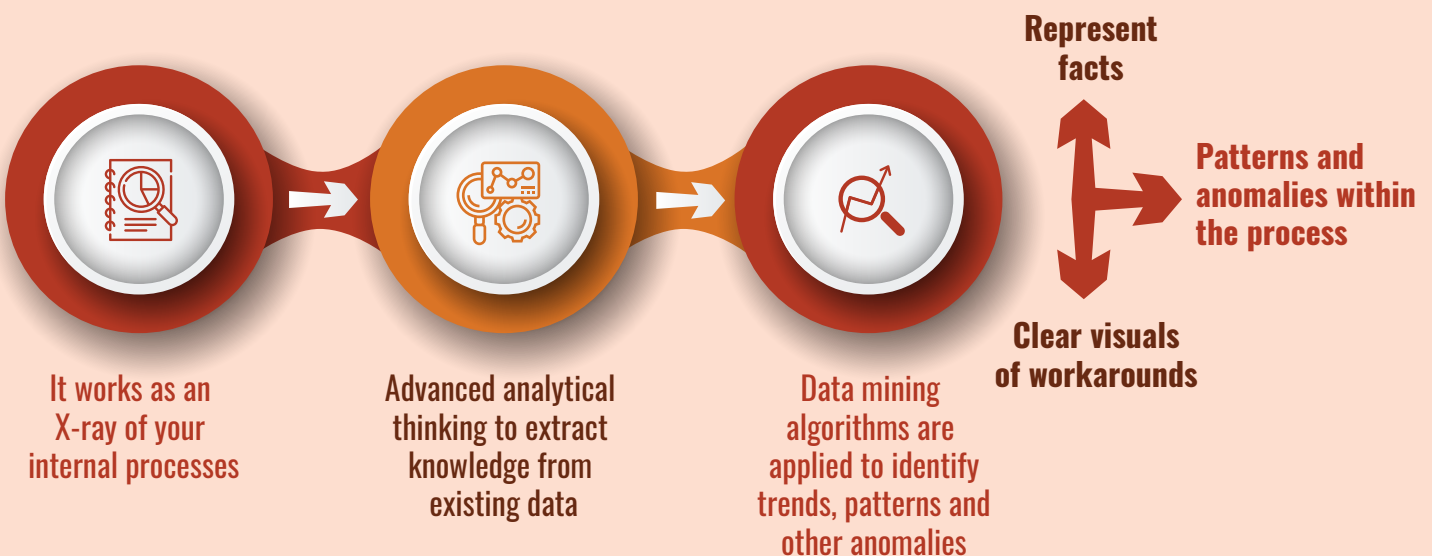 It works as an
X-ray of your
internal processes
Advanced analytical
thinking to extract
knowledge from
existing data
Data mining
algorithms are
applied to identify
trends, patterns and
other anomalies
Represent
facts
Patterns and
anomalies within
the process
Clear visuals
of workarounds